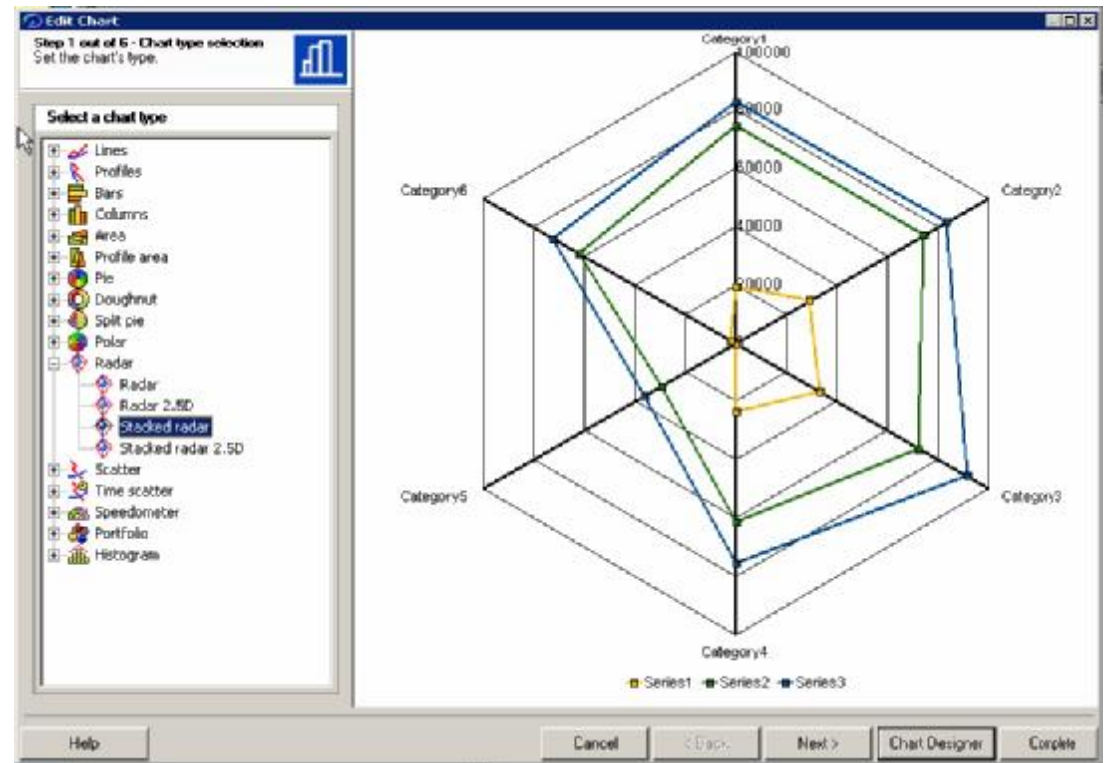 Edit Chart
Step 1 out of 6 - Chart type selection
Set the chart's type.
Select a chart type
Lines
Profiles
Bars
Columns
Area
Profile area
Pie
Doughnut
Split pie
Polar
Radar
Radar
Radar 2.5D
Stacked radar
Stacked radar 2.5D
Scatter
Time scatter
Speedometer
Portfolio
Histogram
Category1
100000
80000
60000
Category6
Category2
40000
20000
Category5
Category3
Category4
Series1 Series2 Series3
Help
Cancel
< Back
Next >
Chart Designer
Complete